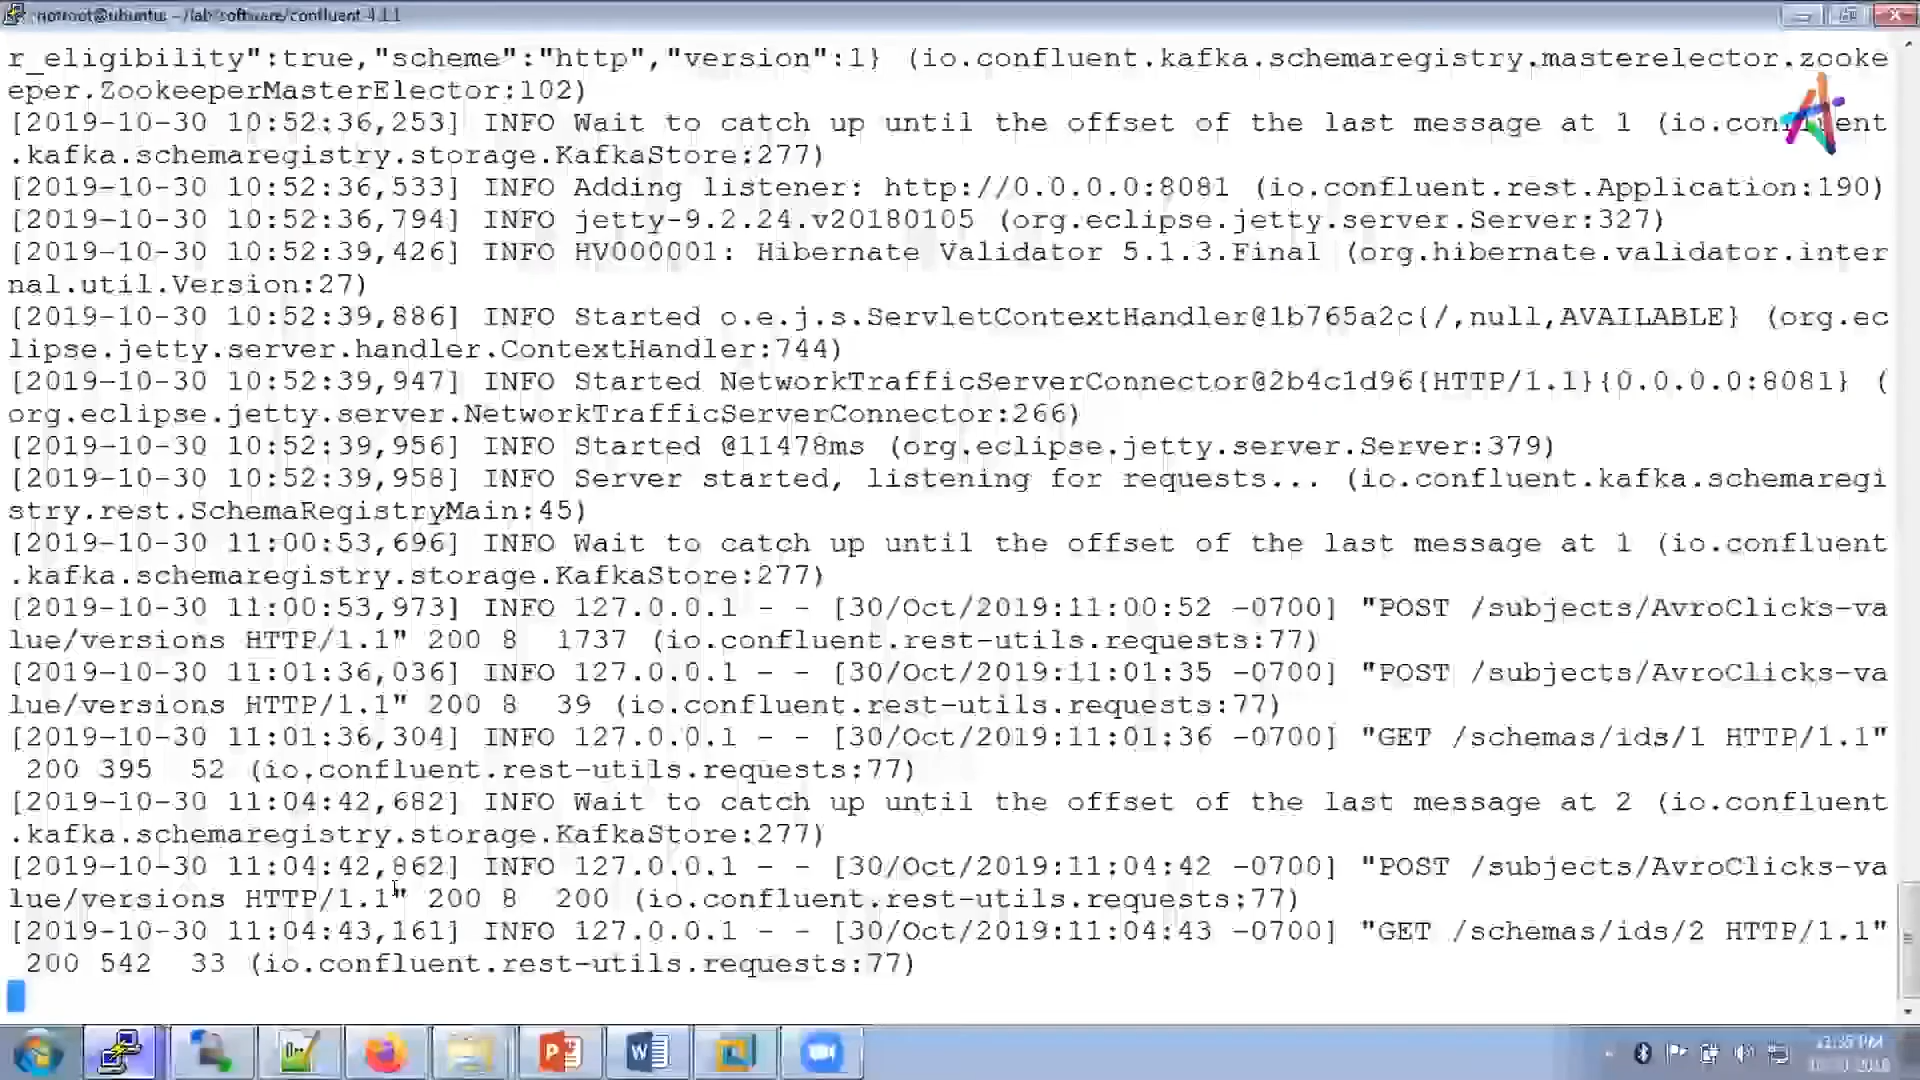 notroot@ubuntu: ~/lab/software/confluent-4.1.1
r_eligibility":true,"scheme":"http","version":1} (io.confluent.kafka.schemaregistry.masterelector.zooke
eper.ZookeeperMasterElector:102)
[2019-10-30 10:52:36,253] INFO Wait to catch up until the offset of the last message at 1 (io.confluent
.kafka.schemaregistry.storage.KafkaStore:277)
[2019-10-30 10:52:36,533] INFO Adding listener: http://0.0.0.0:8081 (io.confluent.rest.Application:190)
[2019-10-30 10:52:36,794] INFO jetty-9.2.24.v20180105 (org.eclipse.jetty.server.Server:327)
[2019-10-30 10:52:39,426] INFO HV000001: Hibernate Validator 5.1.3.Final (org.hibernate.validator.inter
nal.util.Version:27)
[2019-10-30 10:52:39,886] INFO Started o.e.j.s.ServletContextHandler@1b765a2c{/,null,AVAILABLE} (org.ec
lipse.jetty.server.handler.ContextHandler:744)
[2019-10-30 10:52:39,947] INFO Started NetworkTrafficServerConnector@2b4c1d96{HTTP/1.1}{0.0.0.0:8081} (
org.eclipse.jetty.server.NetworkTrafficServerConnector:266)
[2019-10-30 10:52:39,956] INFO Started @11478ms (org.eclipse.jetty.server.Server:379)
[2019-10-30 10:52:39,958] INFO Server started, listening for requests... (io.confluent.kafka.schemaregi
stry.rest.SchemaRegistryMain:45)
[2019-10-30 11:00:53,696] INFO Wait to catch up until the offset of the last message at 1 (io.confluent
.kafka.schemaregistry.storage.KafkaStore:277)
[2019-10-30 11:00:53,973] INFO 127.0.0.1 - - [30/Oct/2019:11:00:52 -0700] "POST /subjects/AvroClicks-va
lue/versions HTTP/1.1" 200 8  1737 (io.confluent.rest-utils.requests:77)
[2019-10-30 11:01:36,036] INFO 127.0.0.1 - - [30/Oct/2019:11:01:35 -0700] "POST /subjects/AvroClicks-va
lue/versions HTTP/1.1" 200 8  39 (io.confluent.rest-utils.requests:77)
[2019-10-30 11:01:36,304] INFO 127.0.0.1 - - [30/Oct/2019:11:01:36 -0700] "GET /schemas/ids/1 HTTP/1.1"
 200 395  52 (io.confluent.rest-utils.requests:77)
[2019-10-30 11:04:42,682] INFO Wait to catch up until the offset of the last message at 2 (io.confluent
.kafka.schemaregistry.storage.KafkaStore:277)
[2019-10-30 11:04:42,862] INFO 127.0.0.1 - - [30/Oct/2019:11:04:42 -0700] "POST /subjects/AvroClicks-va
lue/versions HTTP/1.1" 200 8  200 (io.confluent.rest-utils.requests:77)
[2019-10-30 11:04:43,161] INFO 127.0.0.1 - - [30/Oct/2019:11:04:43 -0700] "GET /schemas/ids/2 HTTP/1.1"
 200 542  33 (io.confluent.rest-utils.requests:77)